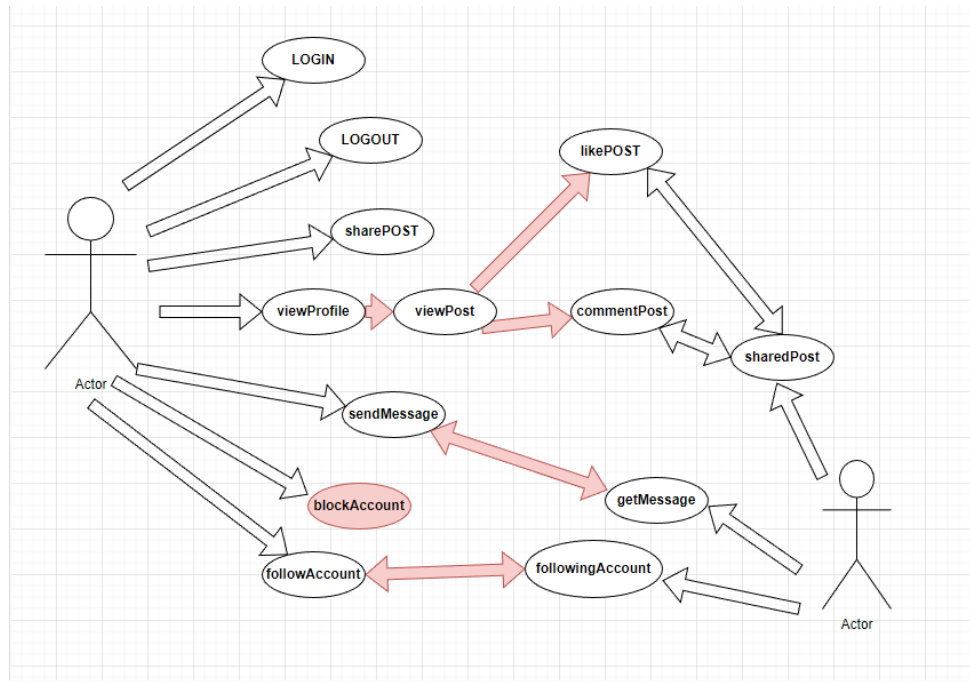 LOGIN
LOGOUT
likePOST
sharePOST
viewProfile
viewPost
commentPost
sharedPost
Actor
sendMessage
getMessage
blockAccount
followAccount
followingAccount
Actor